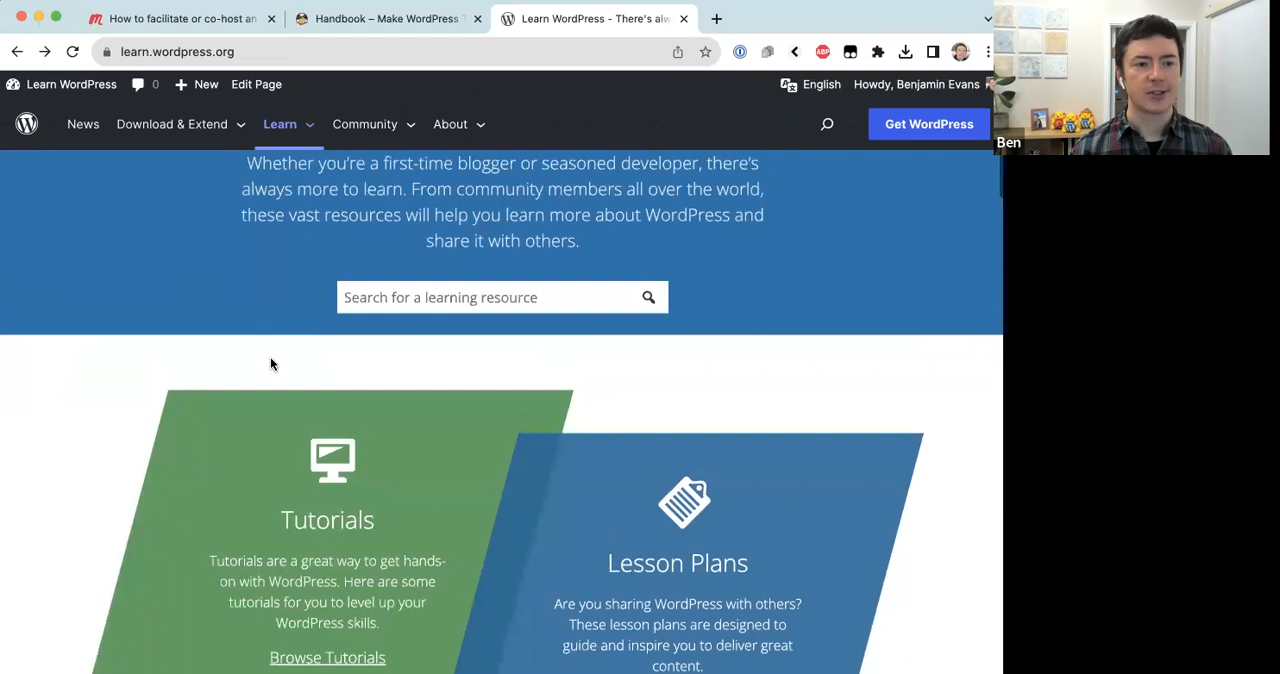 How to facilitate or co-host an
Handbook – Make WordPress T
Learn WordPress - There's alw
learn.wordpress.org
ABP
Learn WordPress 0 New Edit Page English Howdy, Benjamin Evans
News Download & Extend Learn Community About Get WordPress
Ben
Whether you're a first-time blogger or seasoned developer, there's
always more to learn. From community members all over the world,
these vast resources will help you learn more about WordPress and
share it with others.
Search for a learning resource
Tutorials
Tutorials are a great way to get hands-
on with WordPress. Here are some
tutorials for you to level up your
WordPress skills.
Browse Tutorials
Lesson Plans
Are you sharing WordPress with others?
These lesson plans are designed to
guide and inspire you to deliver great
content.